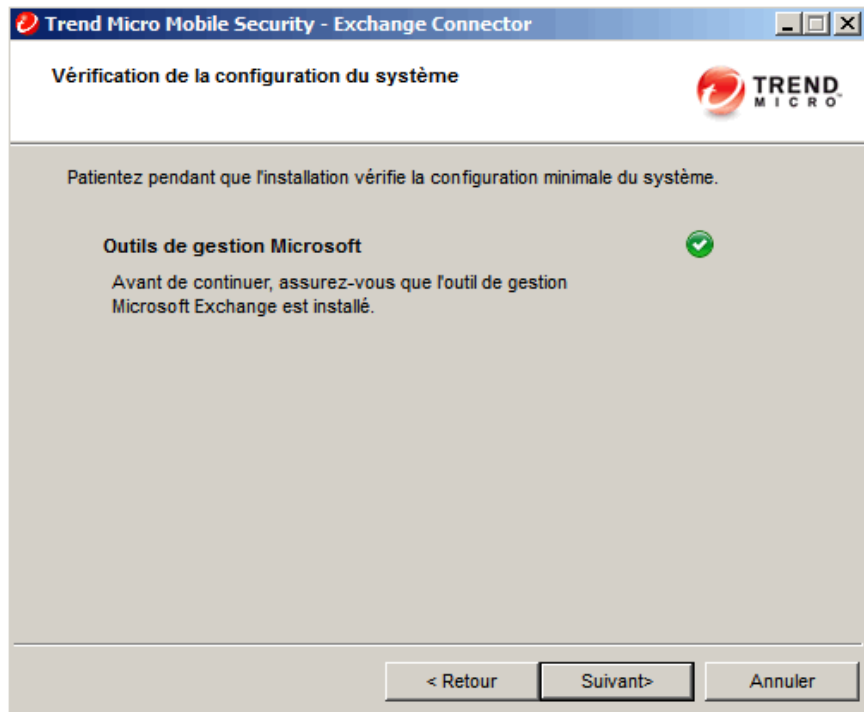 Trend Micro Mobile Security - Exchange Connector
Vérification de la configuration du système
TREND
MICRO
Patientez pendant que l'installation vérifie la configuration minimale du système.
Outils de gestion Microsoft
Avant de continuer, assurez-vous que l'outil de gestion
Microsoft Exchange est installé.
< Retour
Suivant>
Annuler